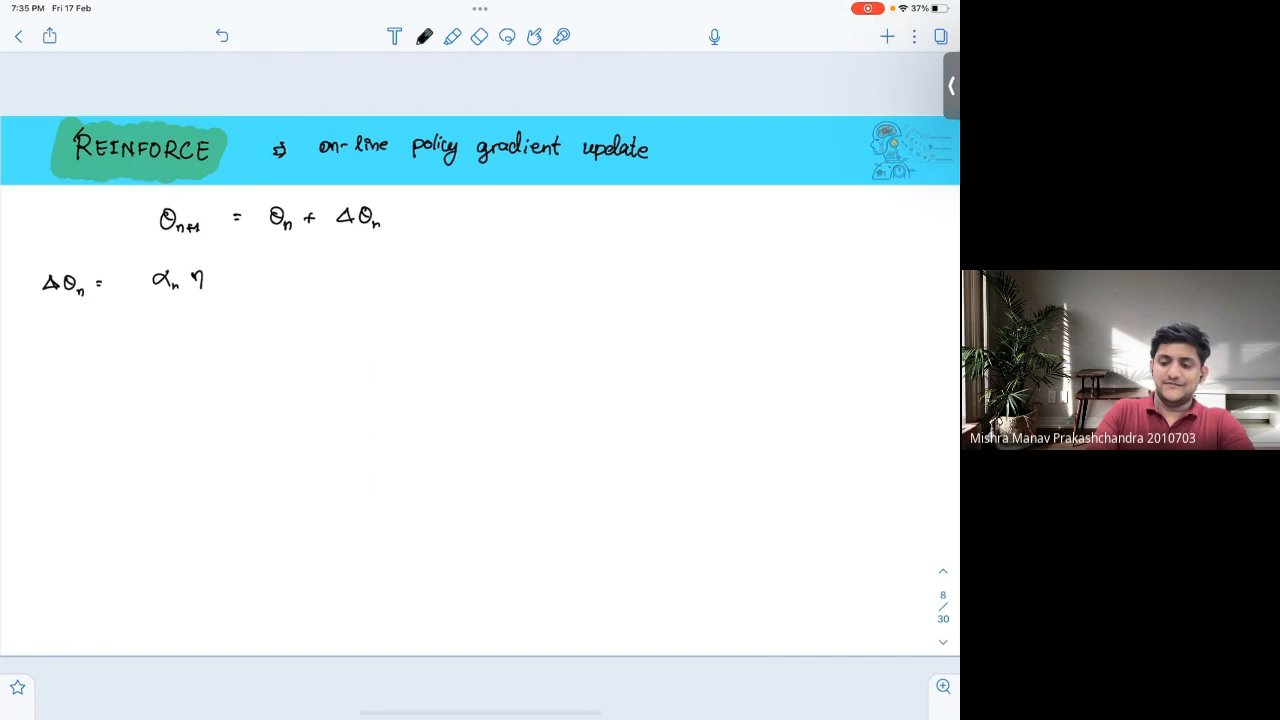 7:35 PM Fri 17 Feb
37%
REINFORCE ⇒ on-line policy gradient update
θₙ₊₁ = θₙ + Δθₙ
Δθₙ = αₙ η
Mishra Manav Prakashchandra 2010703
8
/
30